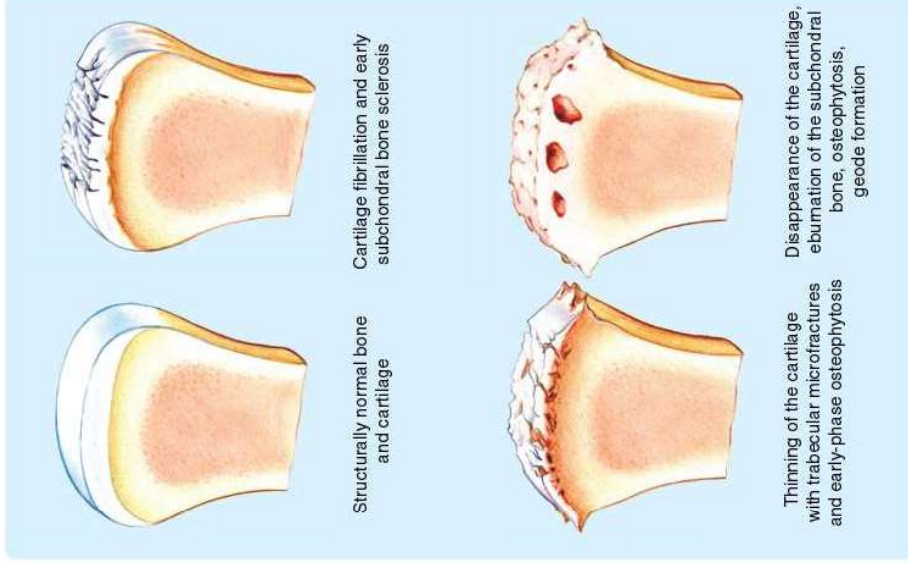 Structurally normal bone
and cartilage
Cartilage fibrillation and early
subchondral bone sclerosis
Thinning of the cartilage
with trabecular microfractures
and early-phase osteophytosis
Disappearance of the cartilage,
eburnation of the subchondral
bone, osteophytosis,
geode formation